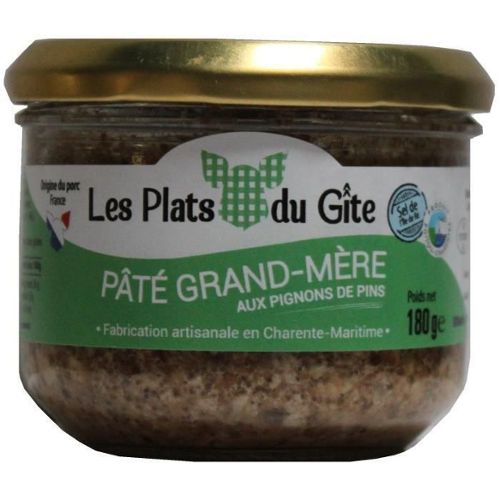 Origine du porc
France
Les Plats du Gîte
Sel de
l'île de Ré
PÂTÉ GRAND-MÈRE
AUX PIGNONS DE PINS
• Fabrication artisanale en Charente-Maritime •
Poids net
180g e